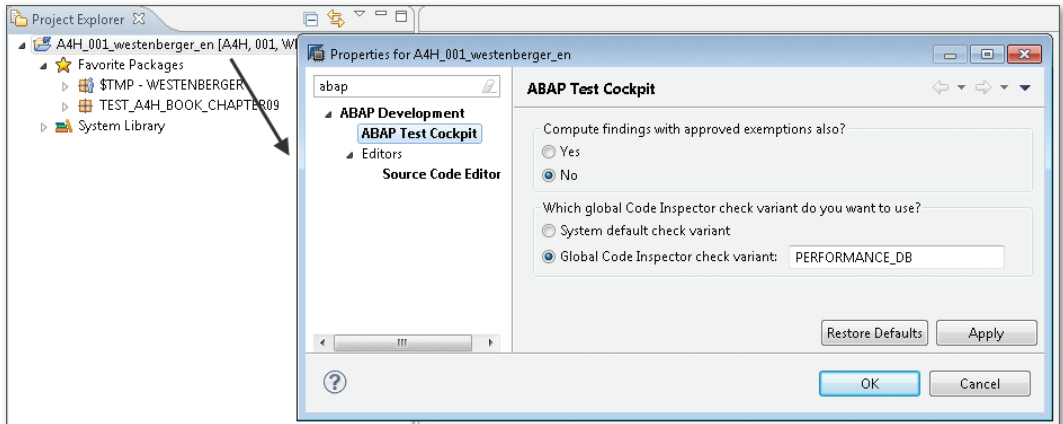 Project Explorer
A4H_001_westenberger_en [A4H, 001, WE
Favorite Packages
$TMP - WESTENBERGER
TEST_A4H_BOOK_CHAPTER09
System Library
Properties for A4H_001_westenberger_en
abap
ABAP Development
ABAP Test Cockpit
Editors
Source Code Editor
ABAP Test Cockpit
Compute findings with approved exemptions also?
Yes
No
Which global Code Inspector check variant do you want to use?
System default check variant
Global Code Inspector check variant: PERFORMANCE_DB
Restore Defaults Apply
OK Cancel